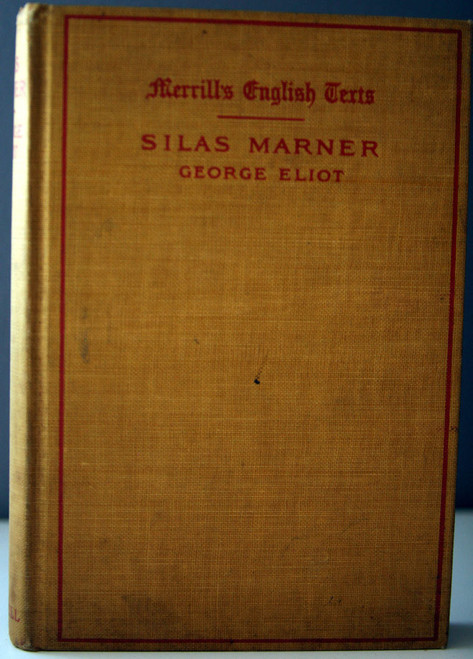 Merrill's English Texts
SILAS MARNER
GEORGE ELIOT